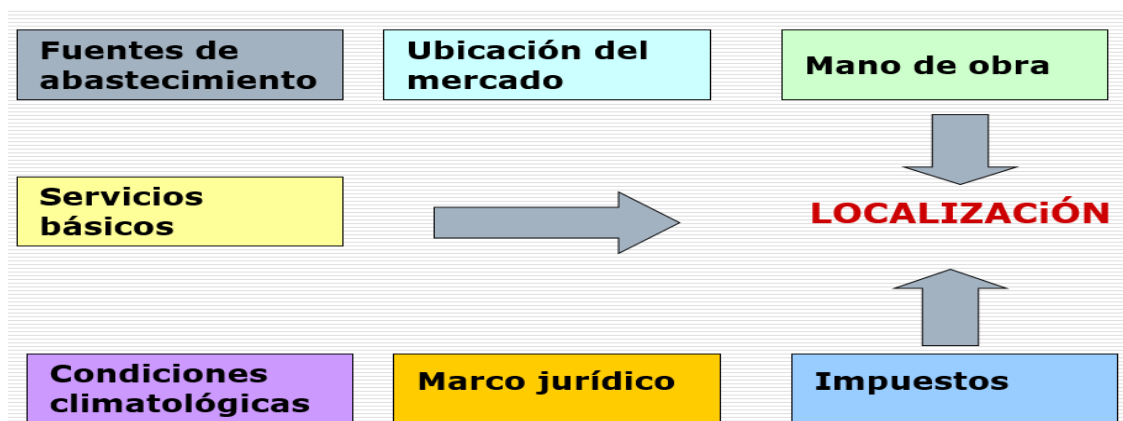 Fuentes de
abastecimiento
Ubicación del
mercado
Mano de obra
Servicios
básicos
LOCALIZACiÓN
Condiciones
climatológicas
Marco jurídico
Impuestos